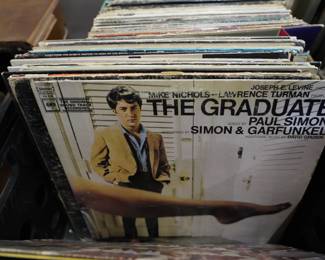 JOSEPH E. LEVINE
MIKE NICHOLS LAWRENCE TURMAN
THE GRADUATE
PAUL SIMON
SIMON & GARFUNKEL